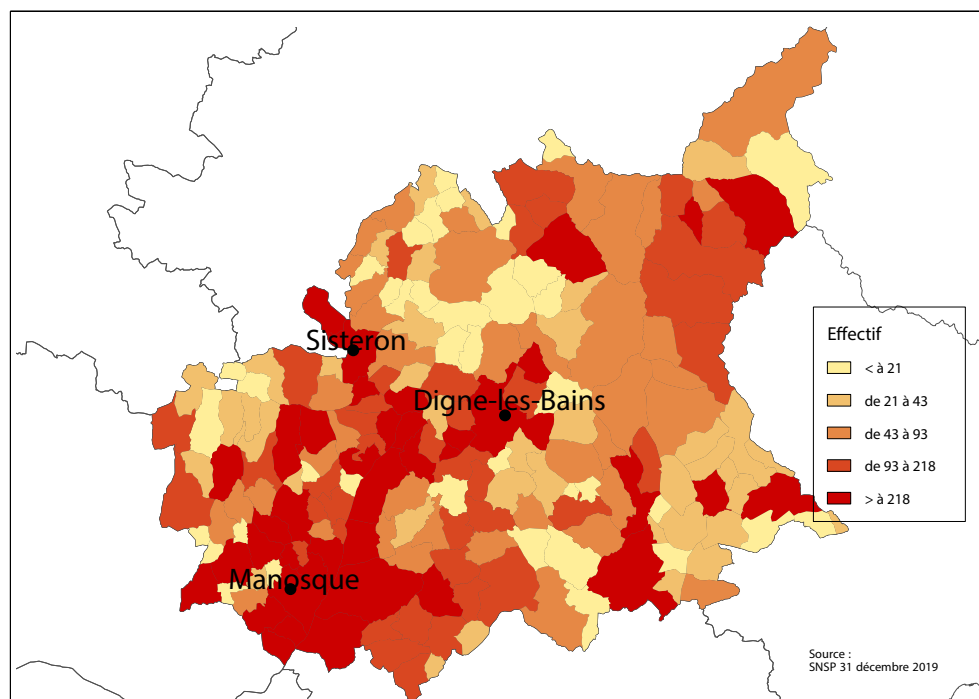 Sisteron
Effectif
< à 21
Digne-les-Bains
de 21 à 43
de 43 à 93
de 93 à 218
> à 218
Manosque
Source :
SNSP 31 décembre 2019